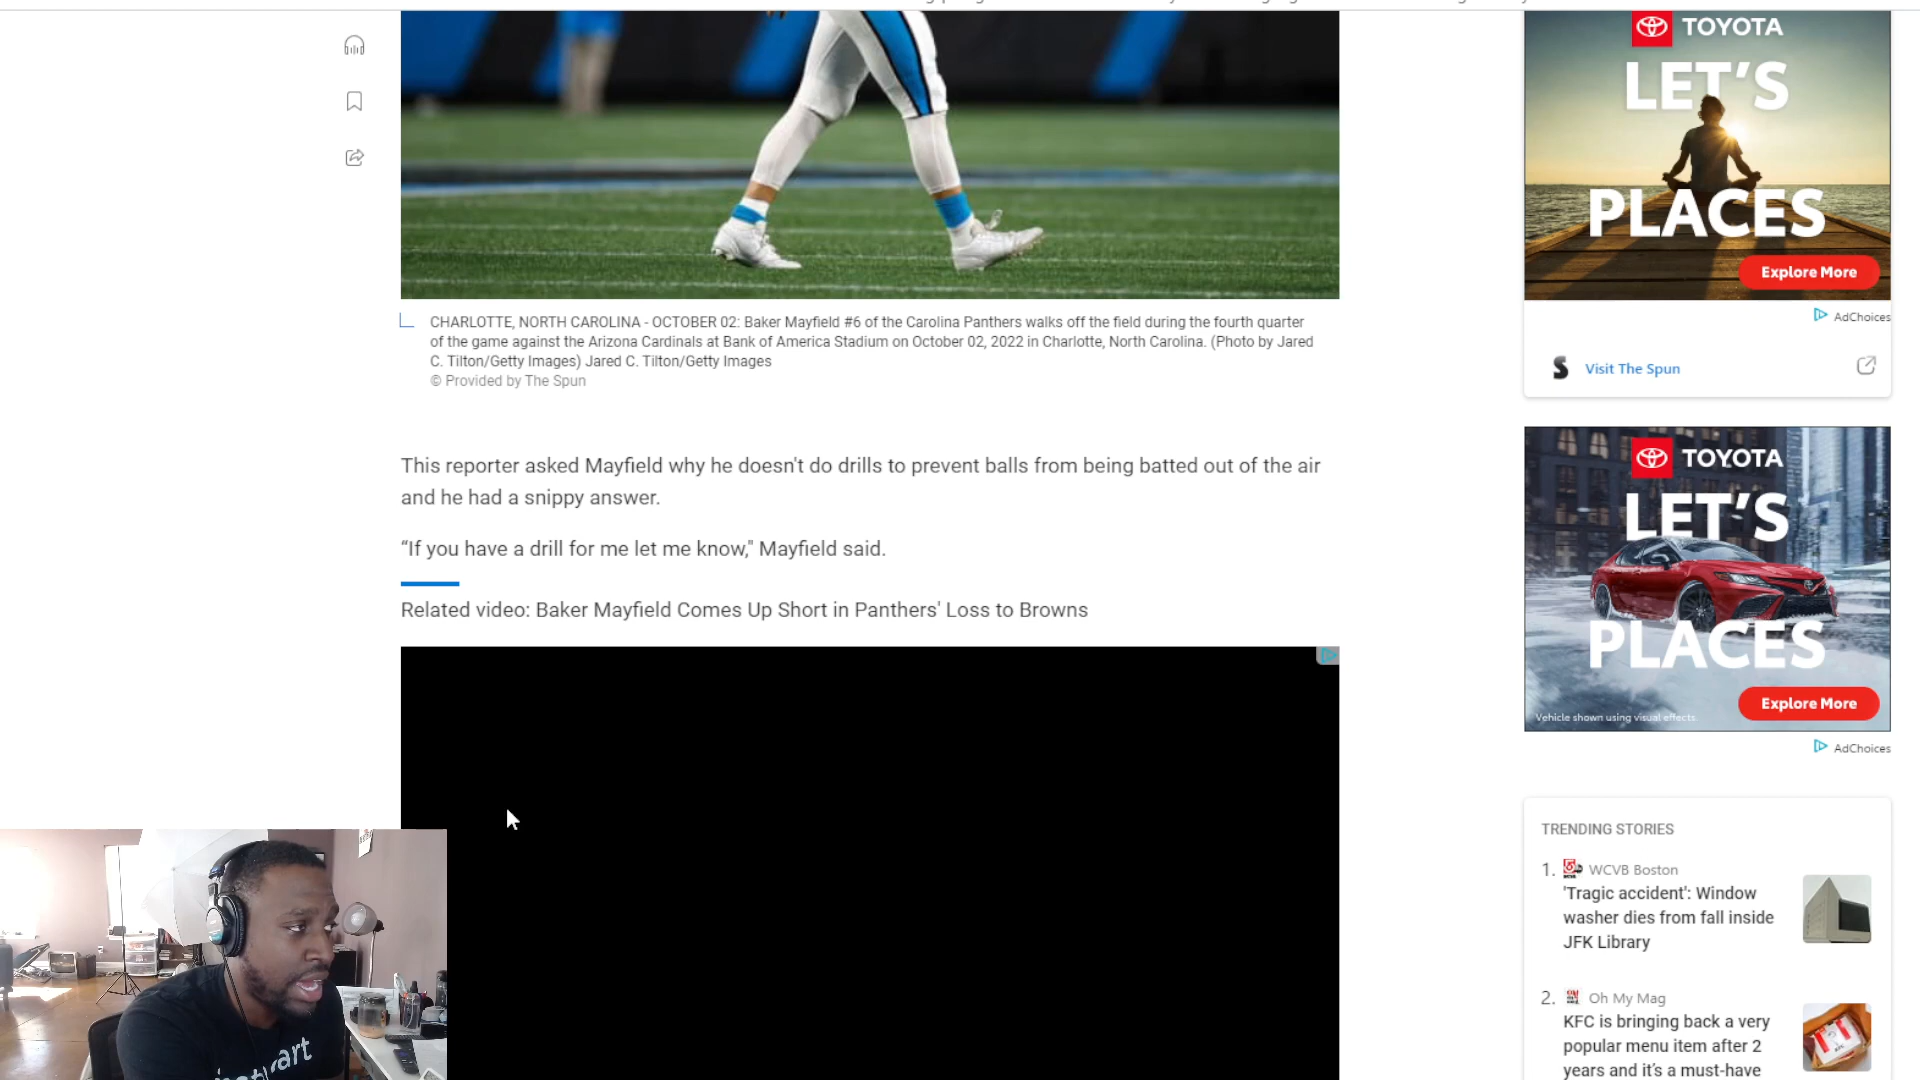 TOYOTA
LET'S
PLACES
Explore More
AdChoices
Visit The Spun
CHARLOTTE, NORTH CAROLINA - OCTOBER 02: Baker Mayfield #6 of the Carolina Panthers walks off the field during the fourth quarter
of the game against the Arizona Cardinals at Bank of America Stadium on October 02, 2022 in Charlotte, North Carolina. (Photo by Jared
C. Tilton/Getty Images) Jared C. Tilton/Getty Images
© Provided by The Spun
This reporter asked Mayfield why he doesn't do drills to prevent balls from being batted out of the air
and he had a snippy answer.
“If you have a drill for me let me know," Mayfield said.
Related video: Baker Mayfield Comes Up Short in Panthers' Loss to Browns
TOYOTA
LET'S
PLACES
Explore More
Vehicle shown using visual effects.
AdChoices
TRENDING STORIES
1. WCVB Boston
'Tragic accident': Window
washer dies from fall inside
JFK Library
2. Oh My Mag
KFC is bringing back a very
popular menu item after 2
years and it's a must-have